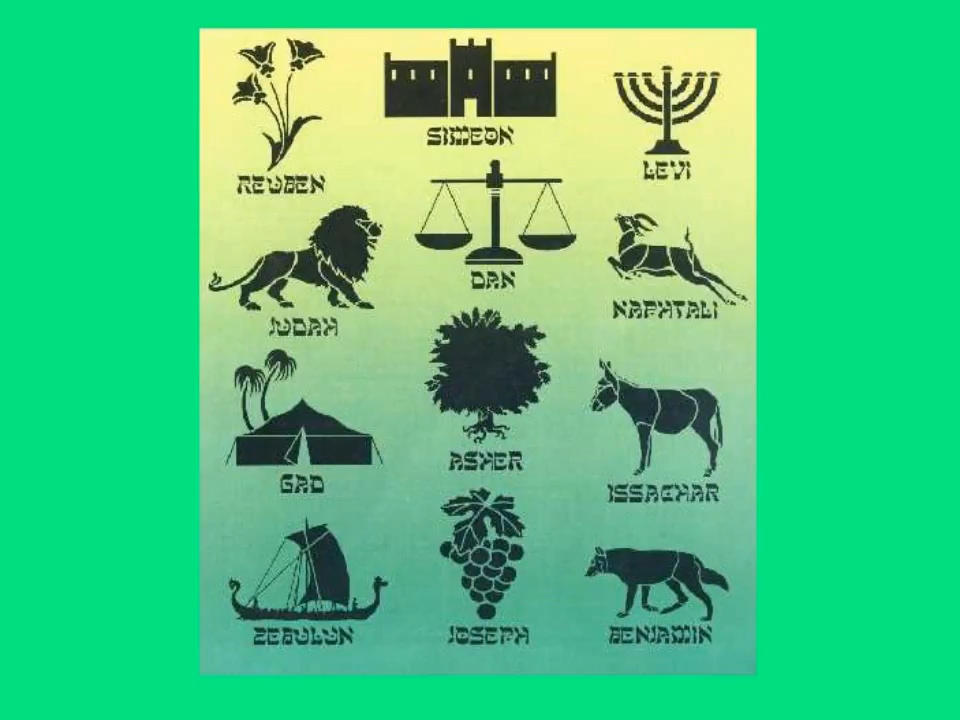 REUBEN
SIMEON
LEVI
JUDAH
DAN
NAPHTALI
GAD
ASHER
ISSACHAR
ZEBULUN
JOSEPH
BENJAMIN